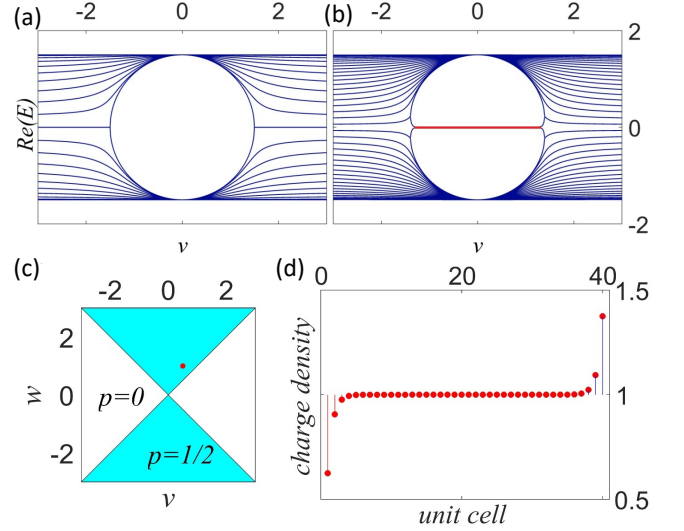 (a) -2 0 2
(b) -2 0 2
2
0
-2
Re(E)
v
v
(c) -2 0 2
2
0
-2
w
p=0
p=1/2
v
(d) 0 20 40
1.5
1
0.5
charge density
unit cell